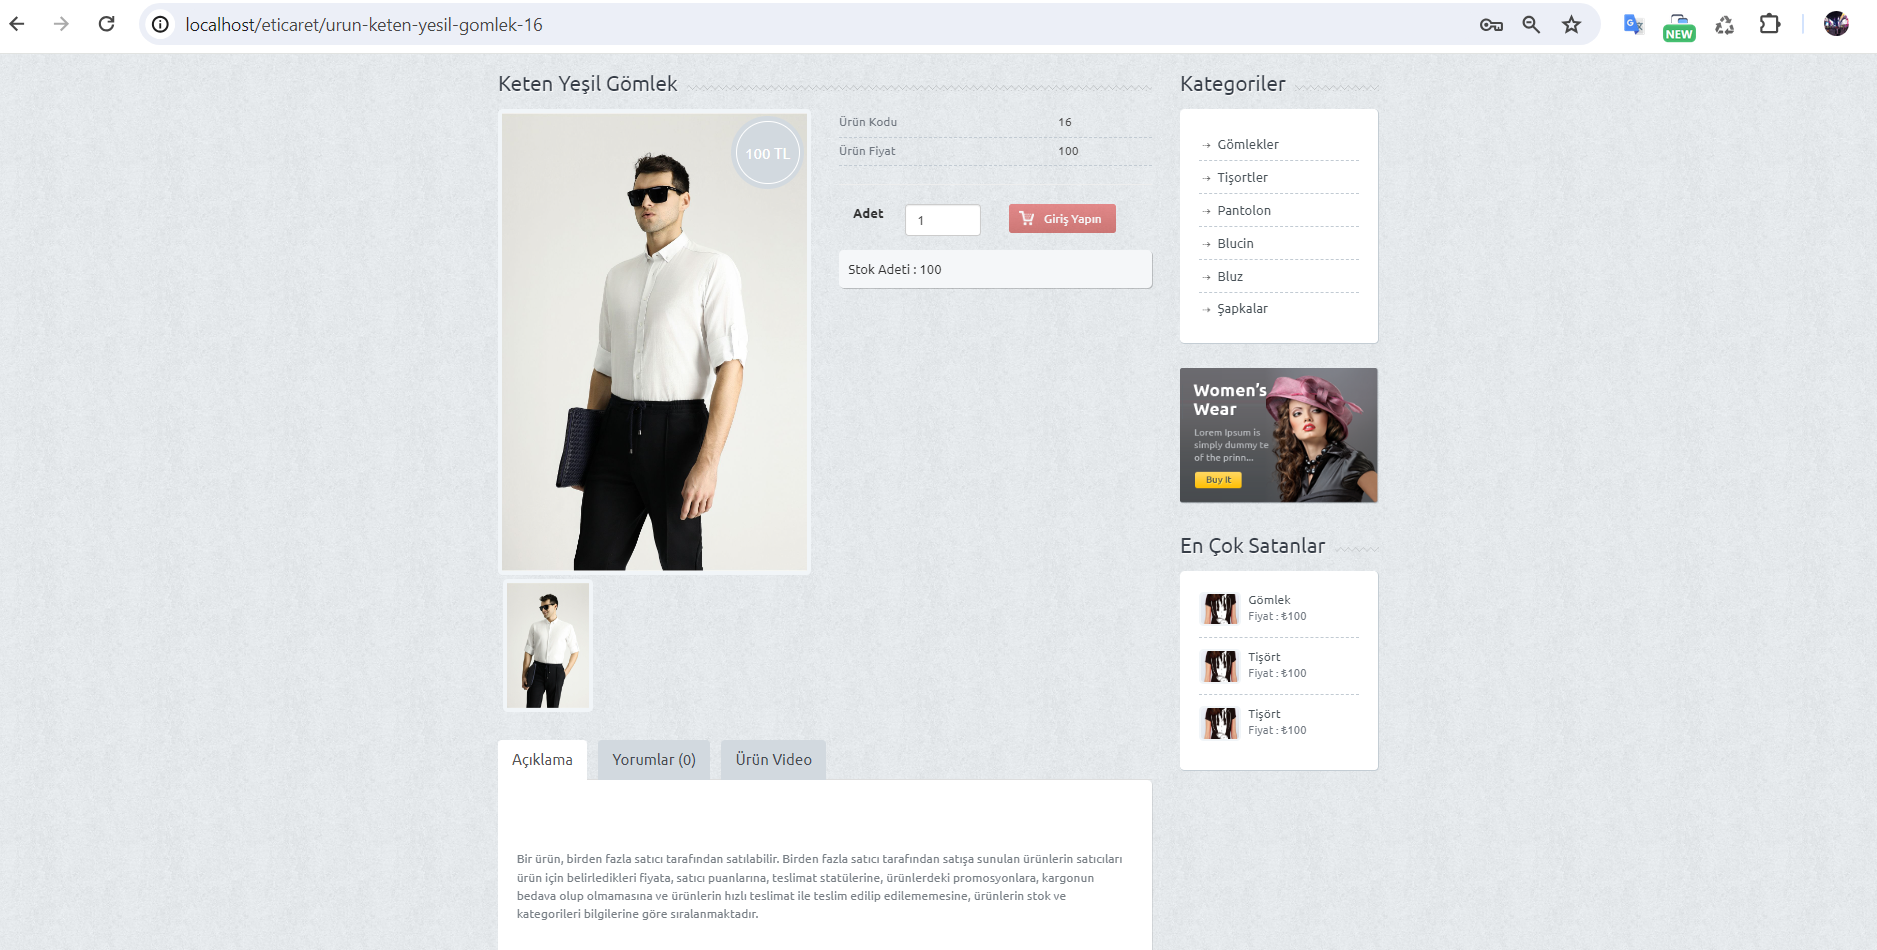 localhost/eticaret/urun-keten-yesil-gomlek-16
NEW
Keten Yeşil Gömlek
100 TL
Ürün Kodu 16
Ürün Fiyat 100
Adet 1 Giriş Yapın
Stok Adeti : 100
Açıklama Yorumlar (0) Ürün Video
Bir ürün, birden fazla satıcı tarafından satılabilir. Birden fazla satıcı tarafından satışa sunulan ürünlerin satıcıları
ürün için belirledikleri fiyata, satıcı puanlarına, teslimat statülerine, ürünlerdeki promosyonlara, kargonun
bedava olup olmamasına ve ürünlerin hızlı teslimat ile teslim edilip edilememesine, ürünlerin stok ve
kategorileri bilgilerine göre sıralanmaktadır.
Kategoriler
Gömlekler
Tişortler
Pantolon
Blucin
Bluz
Şapkalar
Women's
Wear
Lorem Ipsum is
simply dummy te
of the prinn...
Buy It
En Çok Satanlar
Gömlek
Fiyat : ₺100
Tişört
Fiyat : ₺100
Tişört
Fiyat : ₺100